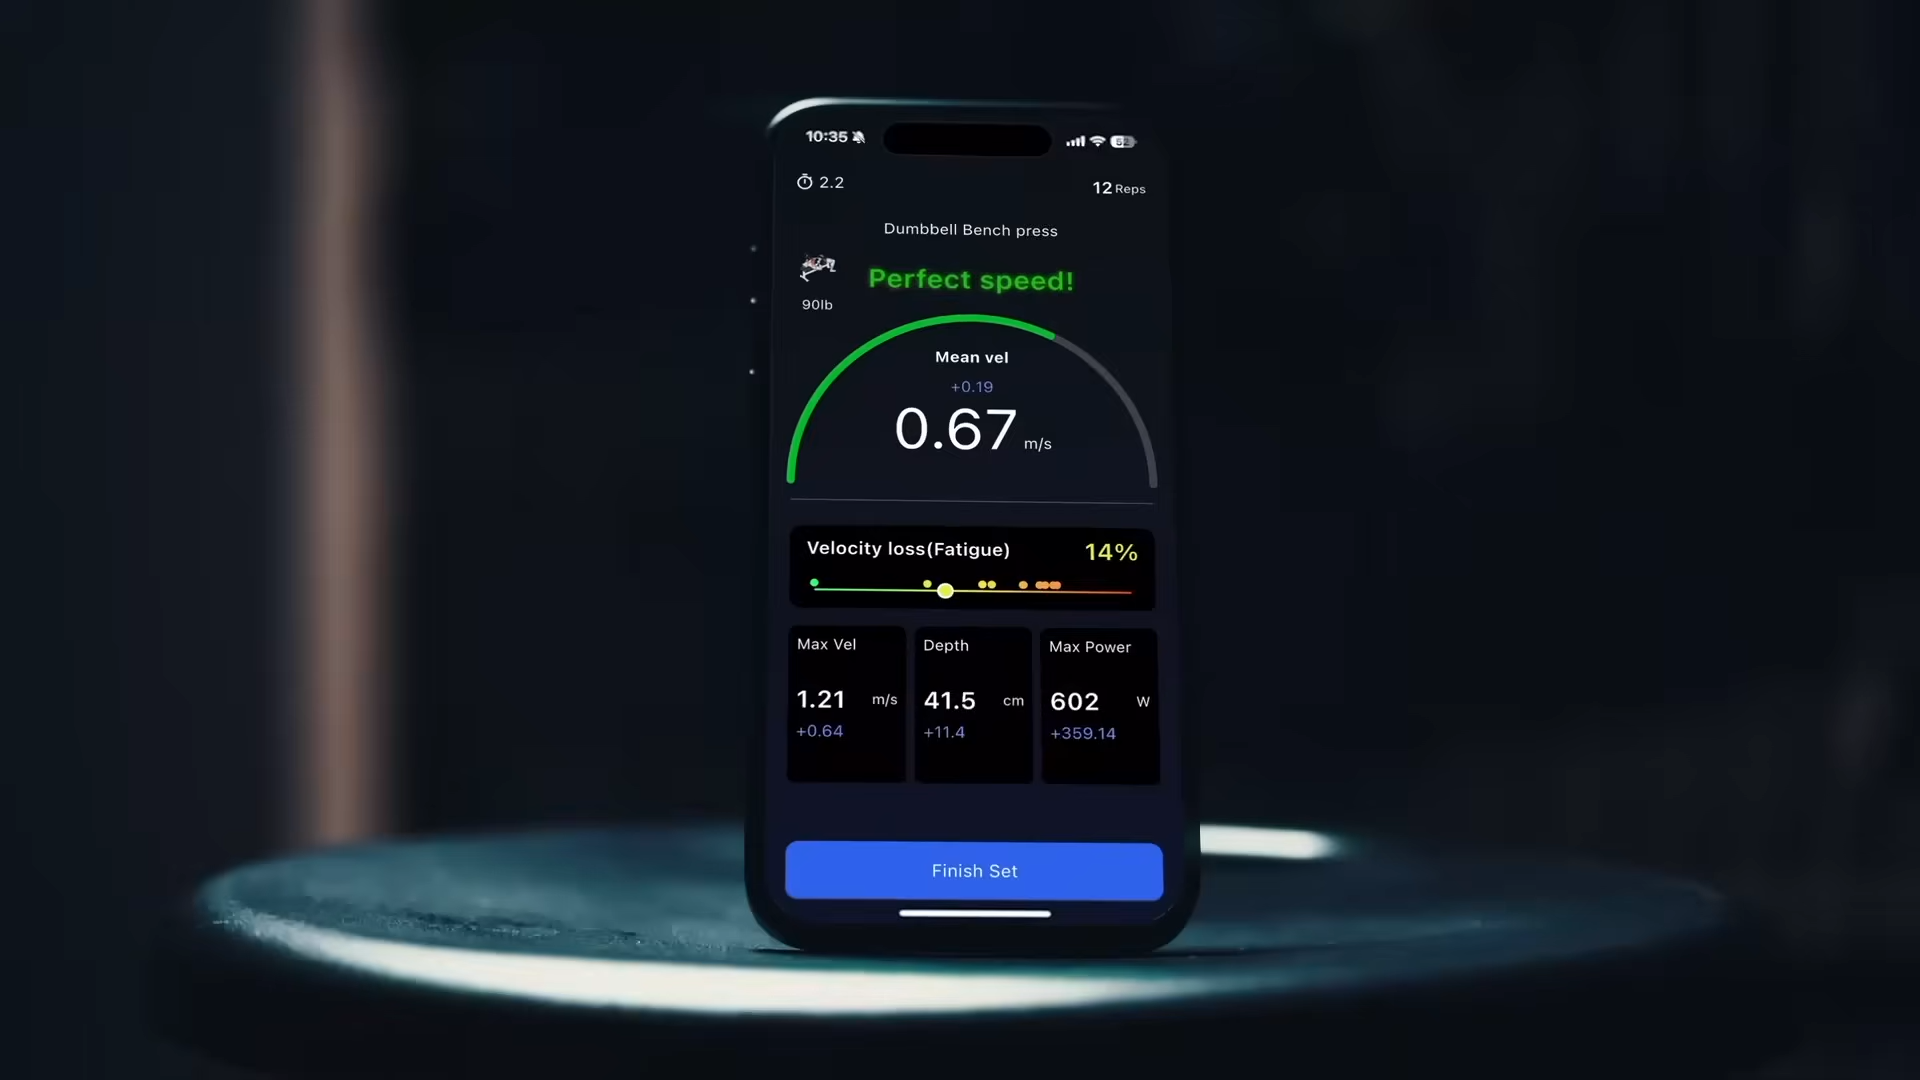 10:35
52
2.2
12 Reps
Dumbbell Bench press
Perfect speed!
90lb
Mean vel
+0.19
0.67 m/s
Velocity loss(Fatigue) 14%
Max Vel
1.21 m/s
+0.64
Depth
41.5 cm
+11.4
Max Power
602 W
+359.14
Finish Set